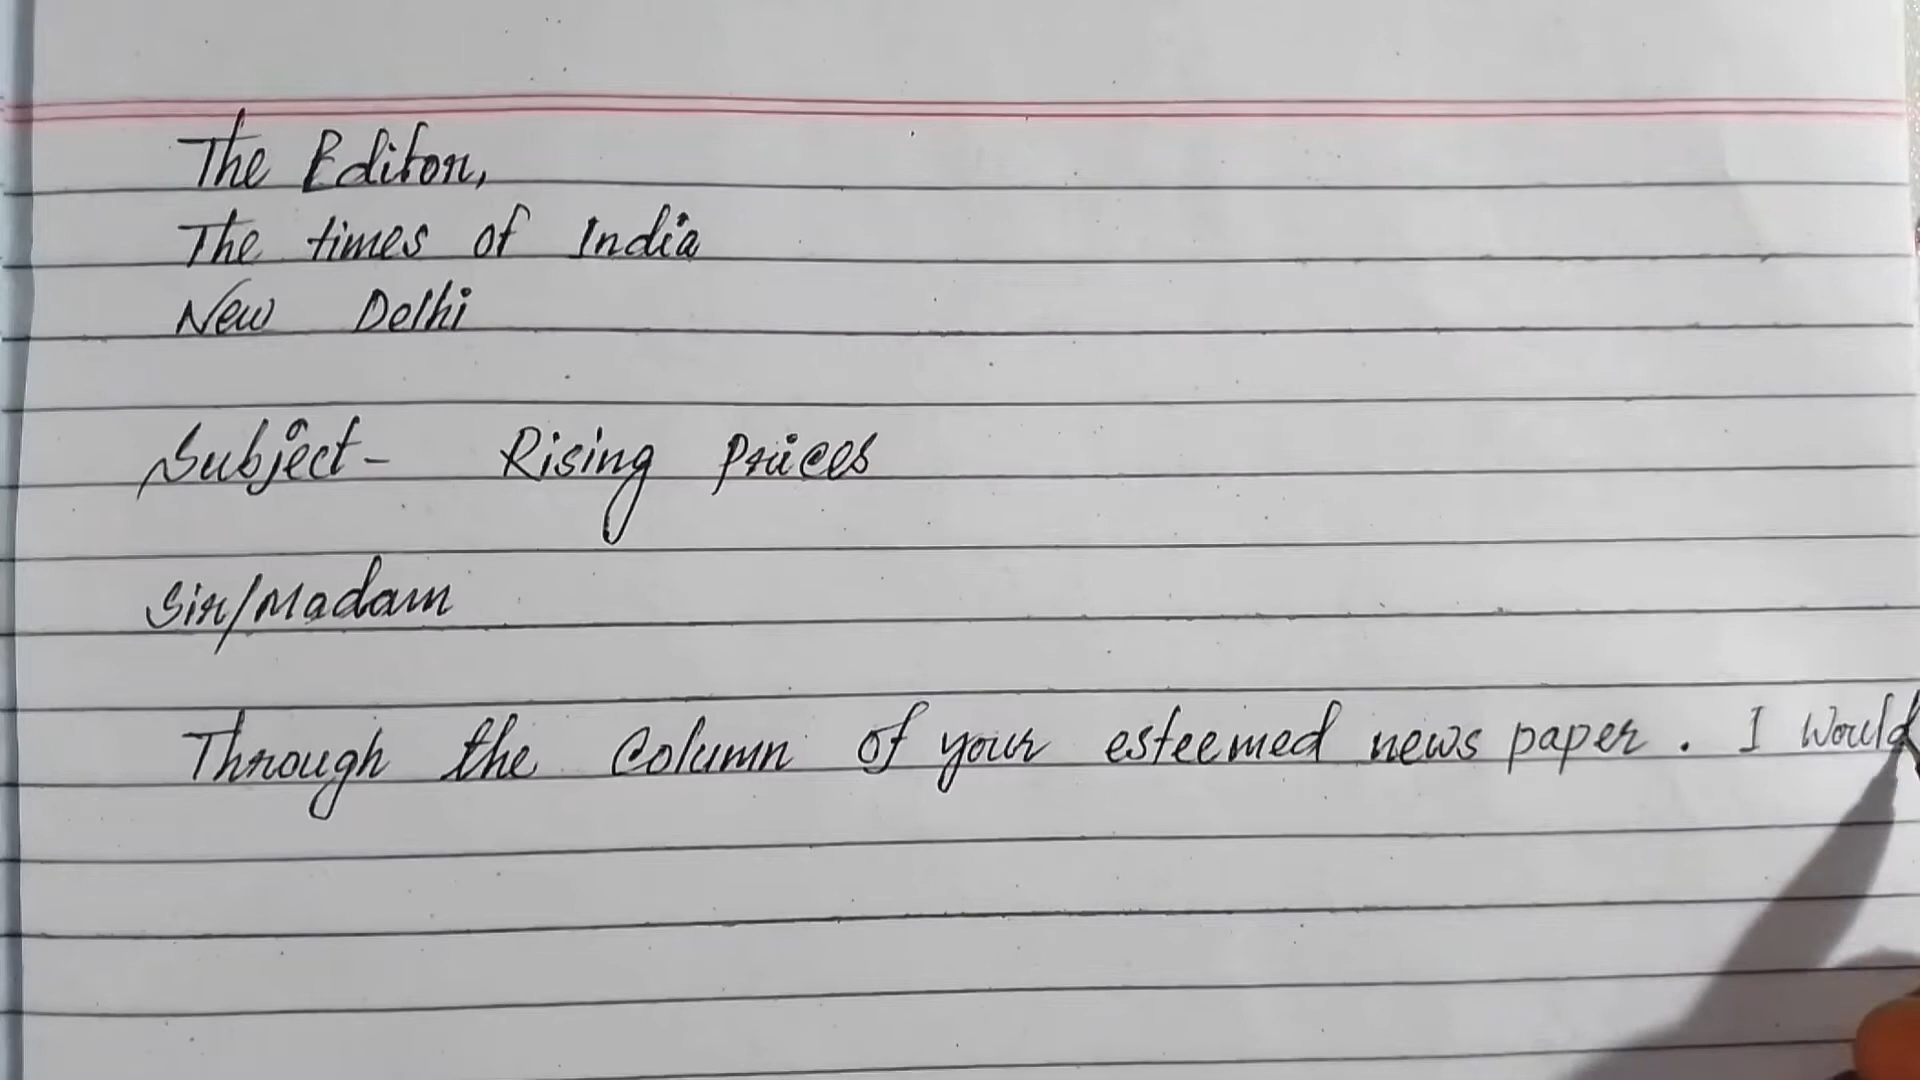 The Editor,
The times of India
New Delhi
Subject- Rising Prices
Sir/Madam
Through the Column of your esteemed news paper. I Would